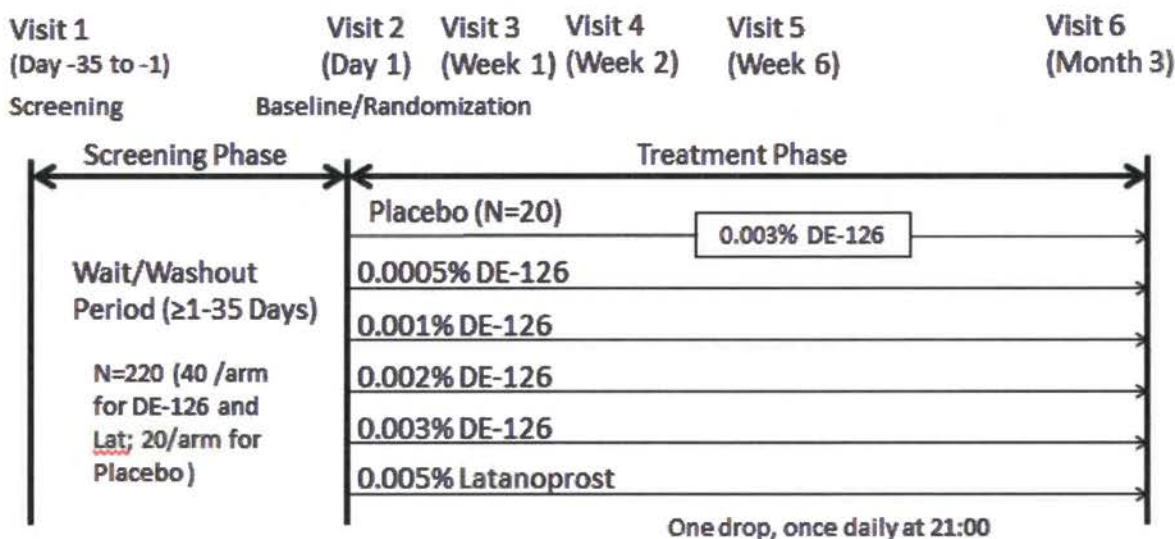 Visit 1 Visit 2 Visit 3 Visit 4 Visit 5 Visit 6
(Day -35 to -1) (Day 1) (Week 1) (Week 2) (Week 6) (Month 3)
Screening Baseline/Randomization
Screening Phase Treatment Phase
Placebo (N=20)
0.003% DE-126
Wait/Washout
Period (≥1-35 Days)
N=220 (40 /arm
for DE-126 and
Lat; 20/arm for
Placebo)
0.0005% DE-126
0.001% DE-126
0.002% DE-126
0.003% DE-126
0.005% Latanoprost
One drop, once daily at 21:00